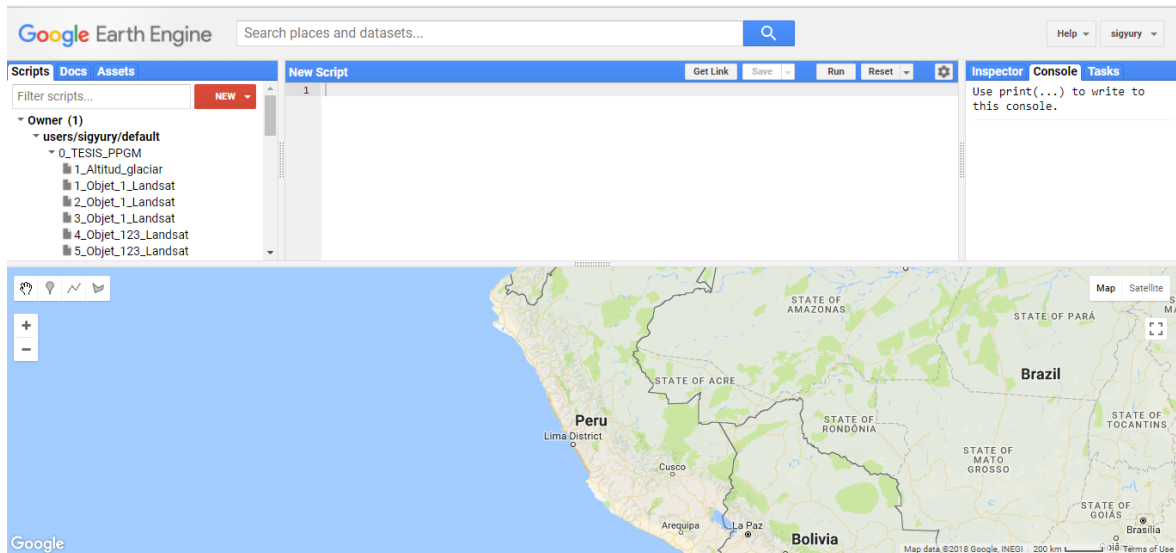 Google Earth Engine
Search places and datasets...
Help
sigyury
Scripts Docs Assets
Filter scripts...
NEW
Owner (1)
users/sigyury/default
0_TESIS_PPGM
1_Altitud_glaciar
1_Objet_1_Landsat
2_Objet_1_Landsat
3_Objet_1_Landsat
4_Objet_123_Landsat
5_Objet_123_Landsat
New Script
Get Link Save Run Reset
1
Inspector Console Tasks
Use print(...) to write to
this console.
Map Satellite
STATE OF
AMAZONAS
STATE OF PARÁ
STATE OF ACRE
Brazil
STATE OF
RONDÔNIA
STATE OF
TOCANTINS
Peru
Lima District
STATE OF
MATO
GROSSO
Cusco
STATE OF
GOIÁS
Brasília
Arequipa
La Paz
Bolivia
Google
Map data ©2018 Google, INEGI
200 km
Terms of Use